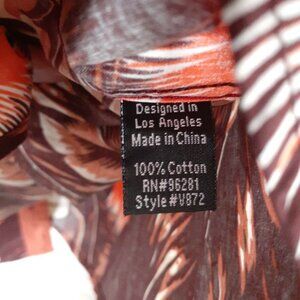 Designed in
Los Angeles
Made in China
100% Cotton
RN#96281
Style #V872